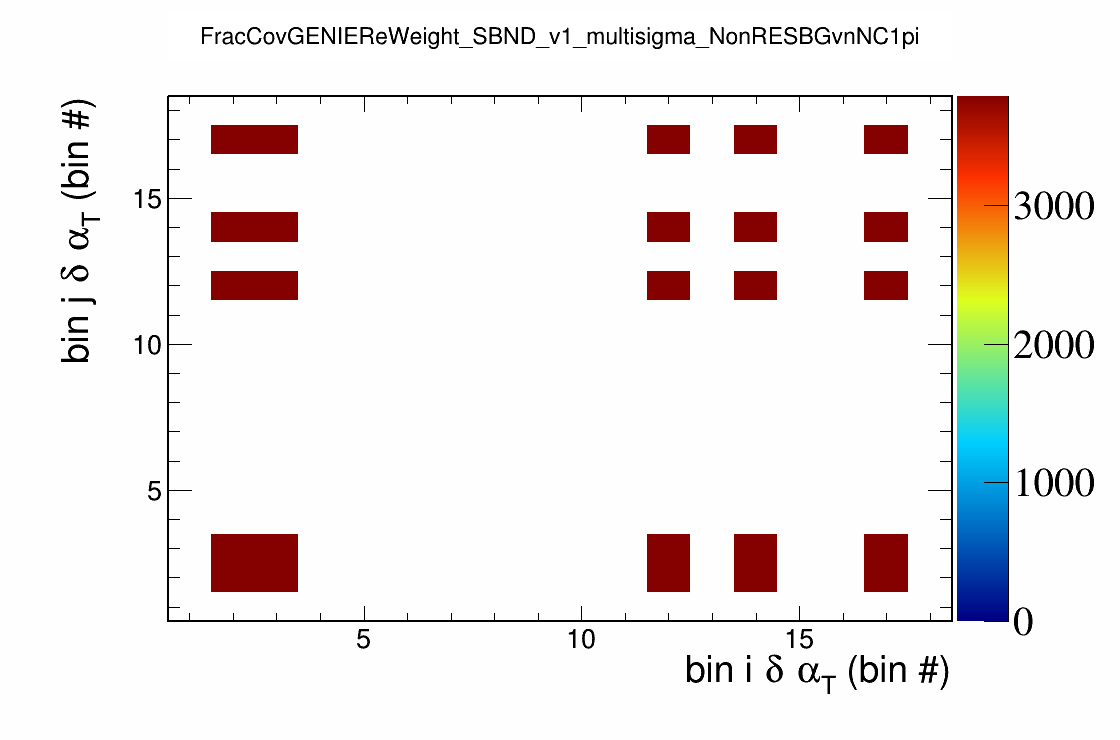 FracCovGENIEReWeight_SBND_v1_multisigma_NonRESBGvnNC1pi
bin j δ α_T (bin #)
15
10
5
5 10 15
bin i δ α_T (bin #)
3000
2000
1000
0